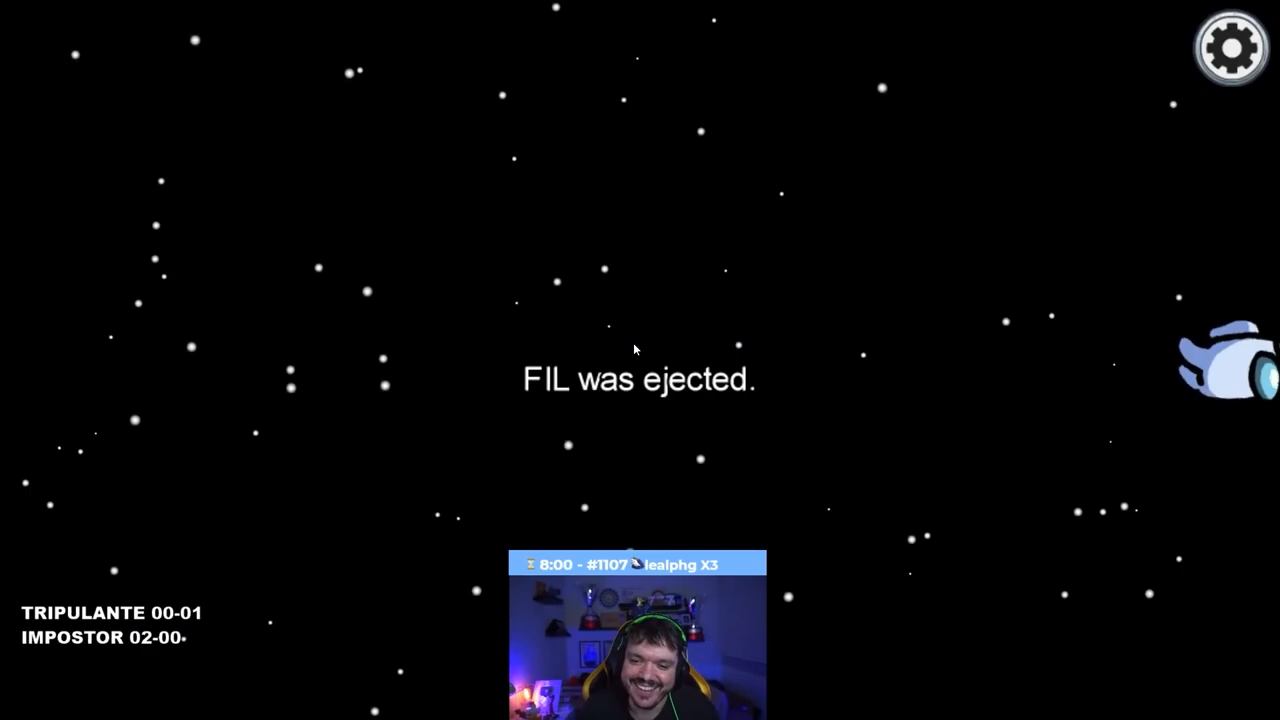 FIL was ejected.
8:00 - #1107 lealphg X3
TRIPULANTE 00-01
IMPOSTOR 02-00